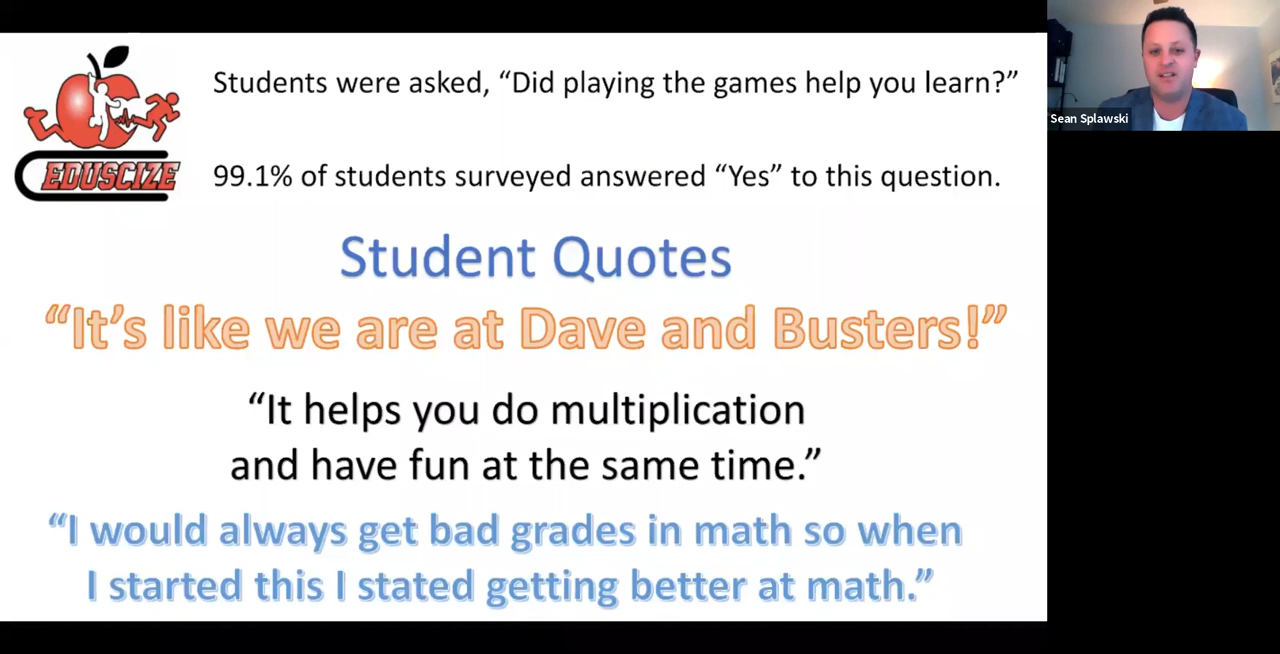 Students were asked, “Did playing the games help you learn?”
Sean Splawski
EDUSCIZE
99.1% of students surveyed answered “Yes” to this question.
Student Quotes
“It’s like we are at Dave and Busters!”
“It helps you do multiplication
and have fun at the same time.”
“I would always get bad grades in math so when
I started this I stated getting better at math.”